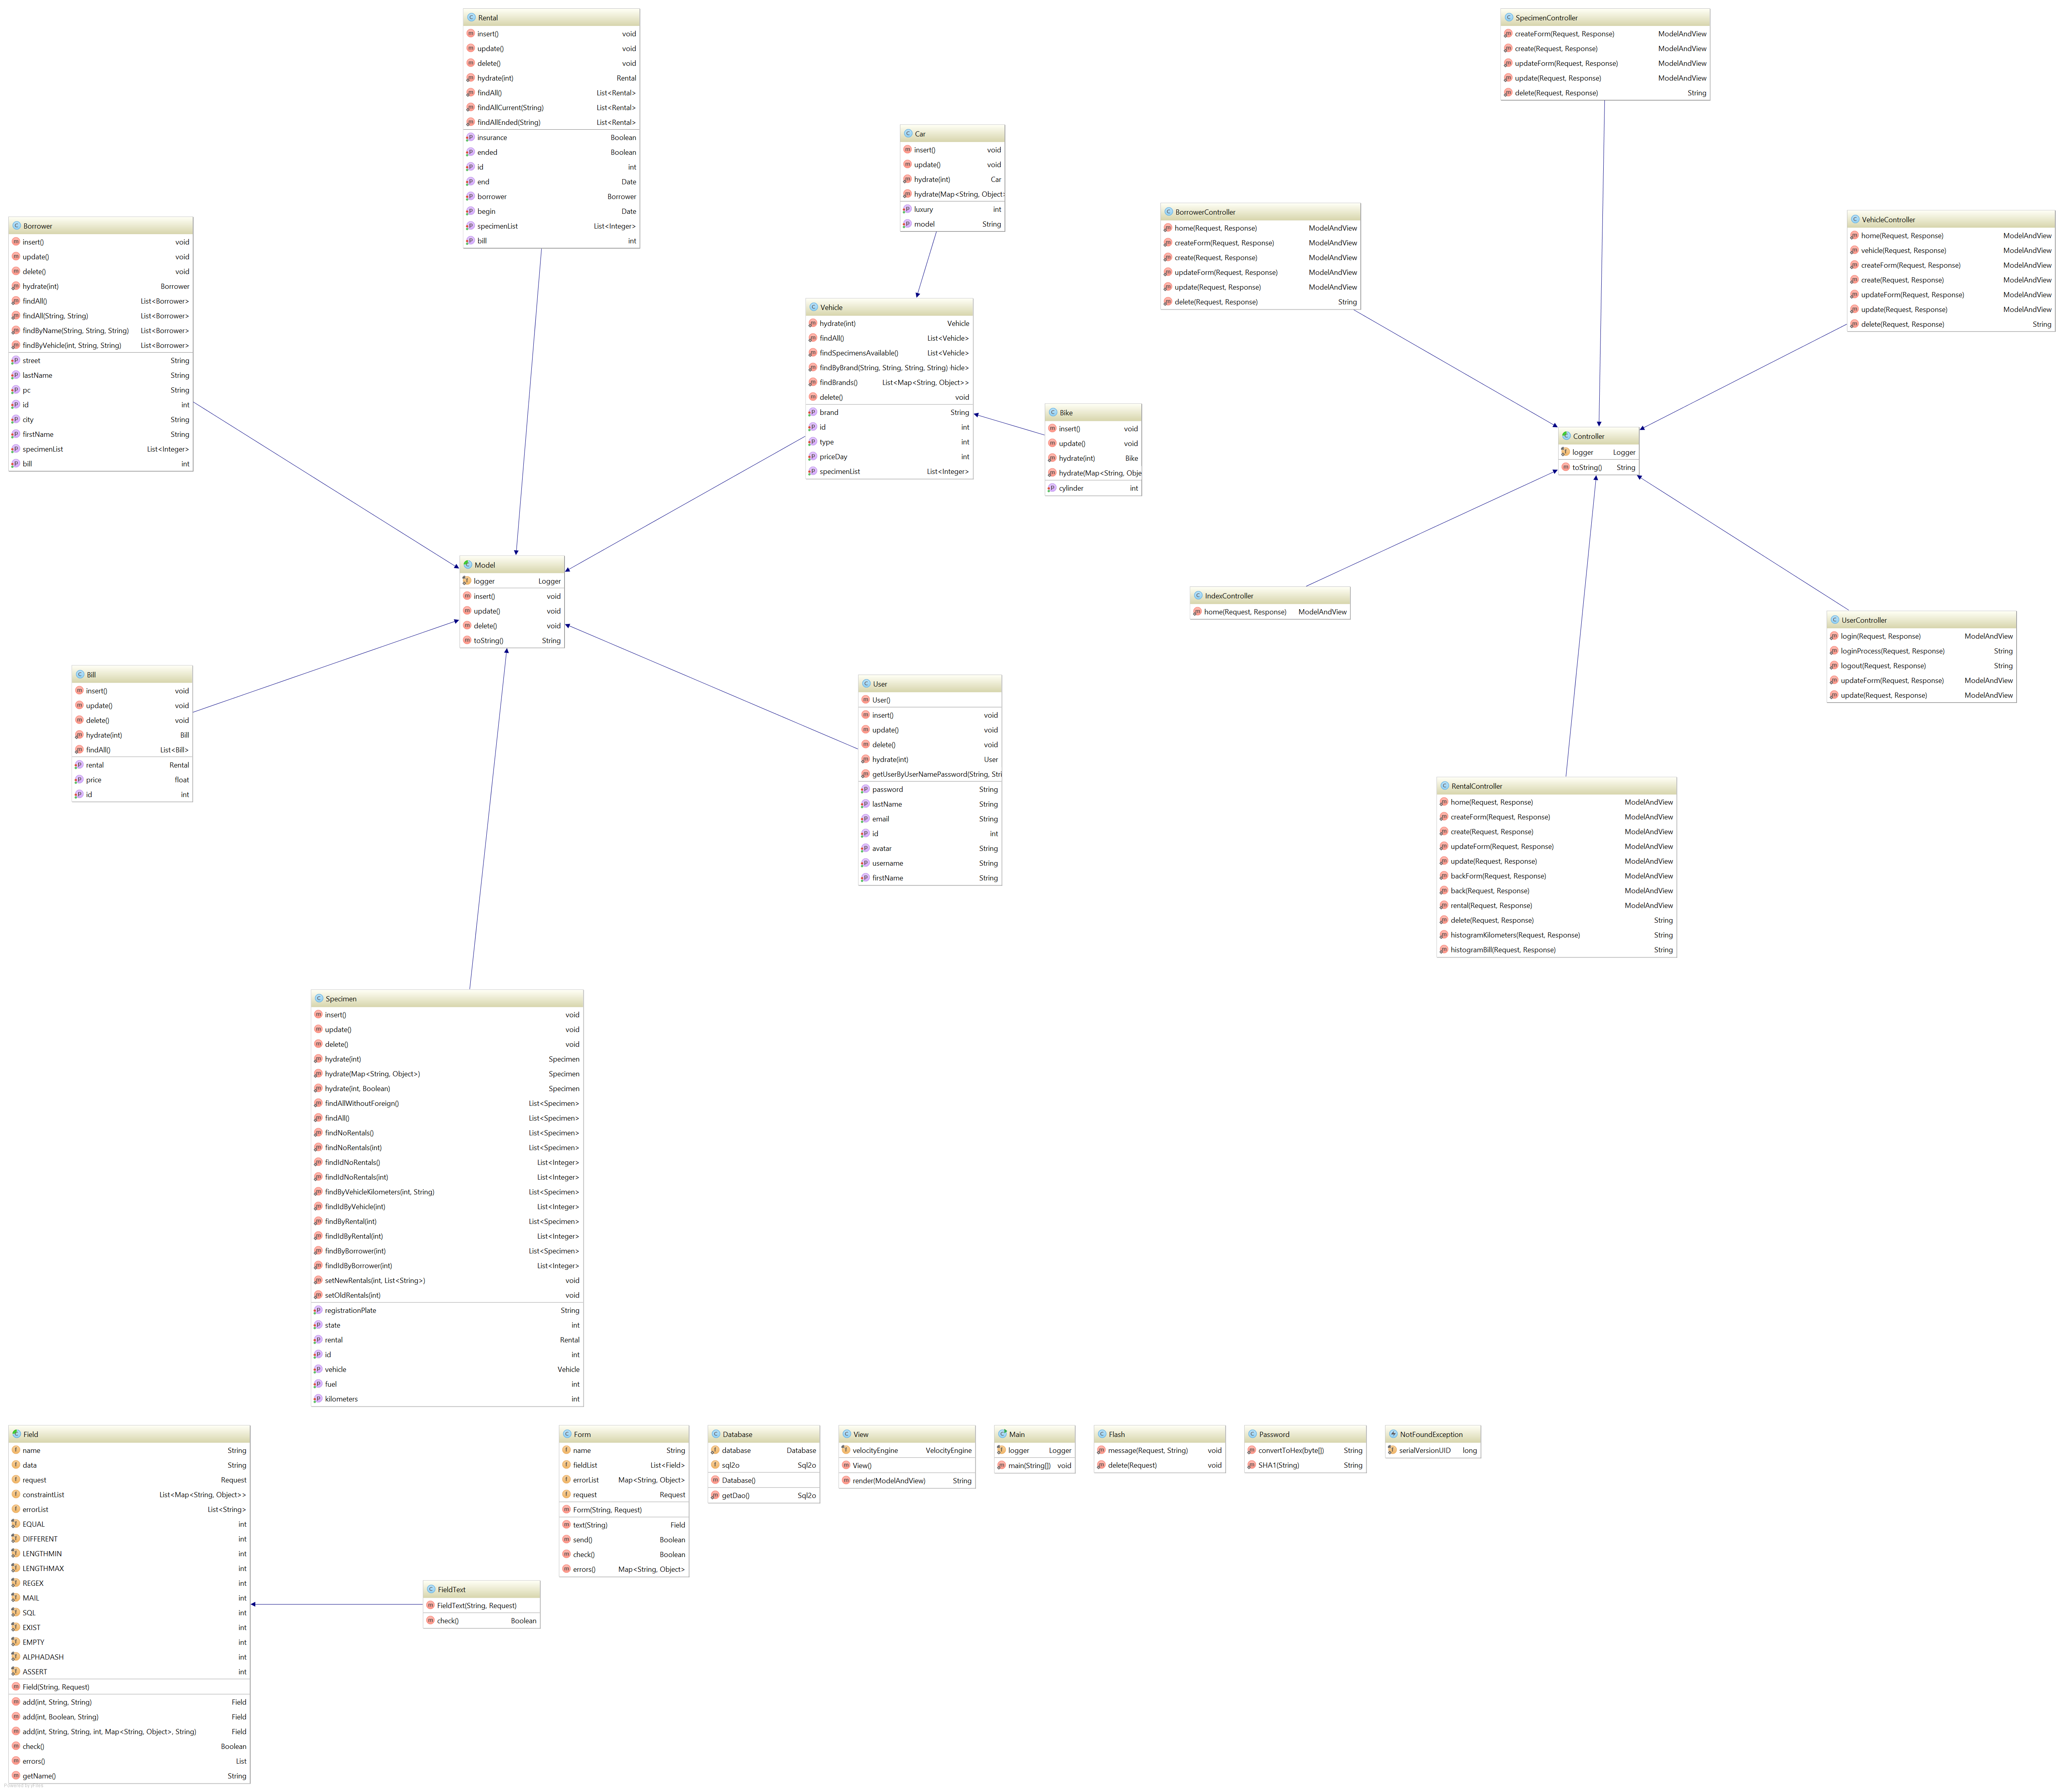 Rental
insert() void
update() void
delete() void
hydrate(int) Rental
findAll() List<Rental>
findAllCurrent(String) List<Rental>
findAllEnded(String) List<Rental>
insurance Boolean
ended Boolean
id int
end Date
borrower Borrower
begin Date
specimenList List<Integer>
bill int
SpecimenController
createForm(Request, Response) ModelAndView
create(Request, Response) ModelAndView
updateForm(Request, Response) ModelAndView
update(Request, Response) ModelAndView
delete(Request, Response) String
Car
insert() void
update() void
hydrate(int) Car
hydrate(Map<String, Object>
luxury int
model String
BorrowerController
home(Request, Response) ModelAndView
createForm(Request, Response) ModelAndView
create(Request, Response) ModelAndView
updateForm(Request, Response) ModelAndView
update(Request, Response) ModelAndView
delete(Request, Response) String
VehicleController
home(Request, Response) ModelAndView
vehicle(Request, Response) ModelAndView
createForm(Request, Response) ModelAndView
create(Request, Response) ModelAndView
updateForm(Request, Response) ModelAndView
update(Request, Response) ModelAndView
delete(Request, Response) String
Borrower
insert() void
update() void
delete() void
hydrate(int) Borrower
findAll() List<Borrower>
findAll(String, String) List<Borrower>
findByName(String, String, String) List<Borrower>
findByVehicle(int, String, String) List<Borrower>
street String
lastName String
pc String
id int
city String
firstName String
specimenList List<Integer>
bill int
Vehicle
hydrate(int) Vehicle
findAll() List<Vehicle>
findSpecimensAvailable() List<Vehicle>
findByBrand(String, String, String, String) hicle>
findBrands() List<Map<String, Object>>
delete() void
brand String
id int
type int
priceDay int
specimenList List<Integer>
Bike
insert() void
update() void
hydrate(int) Bike
hydrate(Map<String, Obje
cylinder int
Controller
logger Logger
toString() String
Model
logger Logger
insert() void
update() void
delete() void
toString() String
IndexController
home(Request, Response) ModelAndView
UserController
login(Request, Response) ModelAndView
loginProcess(Request, Response) String
logout(Request, Response) String
updateForm(Request, Response) ModelAndView
update(Request, Response) ModelAndView
Bill
insert() void
update() void
delete() void
hydrate(int) Bill
findAll() List<Bill>
rental Rental
price float
id int
User
User()
insert() void
update() void
delete() void
hydrate(int) User
getUserByUserNamePassword(String, Stri
password String
lastName String
email String
id int
avatar String
username String
firstName String
RentalController
home(Request, Response) ModelAndView
createForm(Request, Response) ModelAndView
create(Request, Response) ModelAndView
updateForm(Request, Response) ModelAndView
update(Request, Response) ModelAndView
backForm(Request, Response) ModelAndView
back(Request, Response) ModelAndView
rental(Request, Response) ModelAndView
delete(Request, Response) String
histogramKilometers(Request, Response) String
histogramBill(Request, Response) String
Specimen
insert() void
update() void
delete() void
hydrate(int) Specimen
hydrate(Map<String, Object>) Specimen
hydrate(int, Boolean) Specimen
findAllWithoutForeign() List<Specimen>
findAll() List<Specimen>
findNoRentals() List<Specimen>
findNoRentals(int) List<Specimen>
findIdNoRentals() List<Integer>
findIdNoRentals(int) List<Integer>
findByVehicleKilometers(int, String) List<Specimen>
findIdByVehicle(int) List<Integer>
findByRental(int) List<Specimen>
findIdByRental(int) List<Integer>
findByBorrower(int) List<Specimen>
findIdByBorrower(int) List<Integer>
setNewRentals(int, List<String>) void
setOldRentals(int) void
registrationPlate String
state int
rental Rental
id int
vehicle Vehicle
fuel int
kilometers int
Field
name String
data String
request Request
constraintList List<Map<String, Object>>
errorList List<String>
EQUAL int
DIFFERENT int
LENGTHMIN int
LENGTHMAX int
REGEX int
MAIL int
SQL int
EXIST int
EMPTY int
ALPHADASH int
ASSERT int
Field(String, Request)
add(int, String, String) Field
add(int, Boolean, String) Field
add(int, String, String, int, Map<String, Object>, String) Field
check() Boolean
errors() List
getName() String
FieldText
FieldText(String, Request)
check() Boolean
Form
name String
fieldList List<Field>
errorList Map<String, Object>
request Request
Form(String, Request)
text(String) Field
send() Boolean
check() Boolean
errors() Map<String, Object>
Database
database Database
sql2o Sql2o
Database()
getDao() Sql2o
View
velocityEngine VelocityEngine
View()
render(ModelAndView) String
Main
logger Logger
main(String[]) void
Flash
message(Request, String) void
delete(Request) void
Password
convertToHex(byte[]) String
SHA1(String) String
NotFoundException
serialVersionUID long